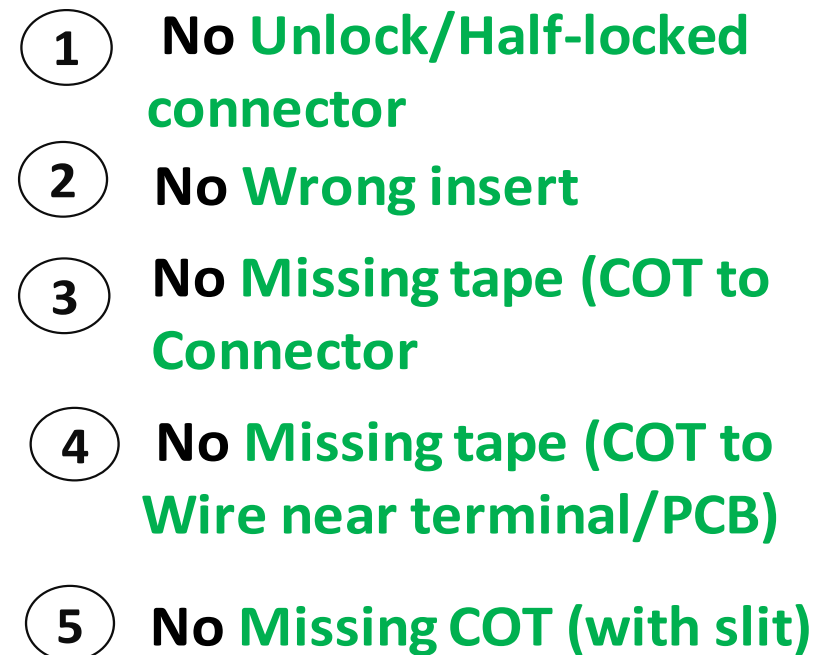 1 No Unlock/Half-locked
connector
2 No Wrong insert
3 No Missing tape (COT to
Connector
4 No Missing tape (COT to
Wire near terminal/PCB)
5 No Missing COT (with slit)